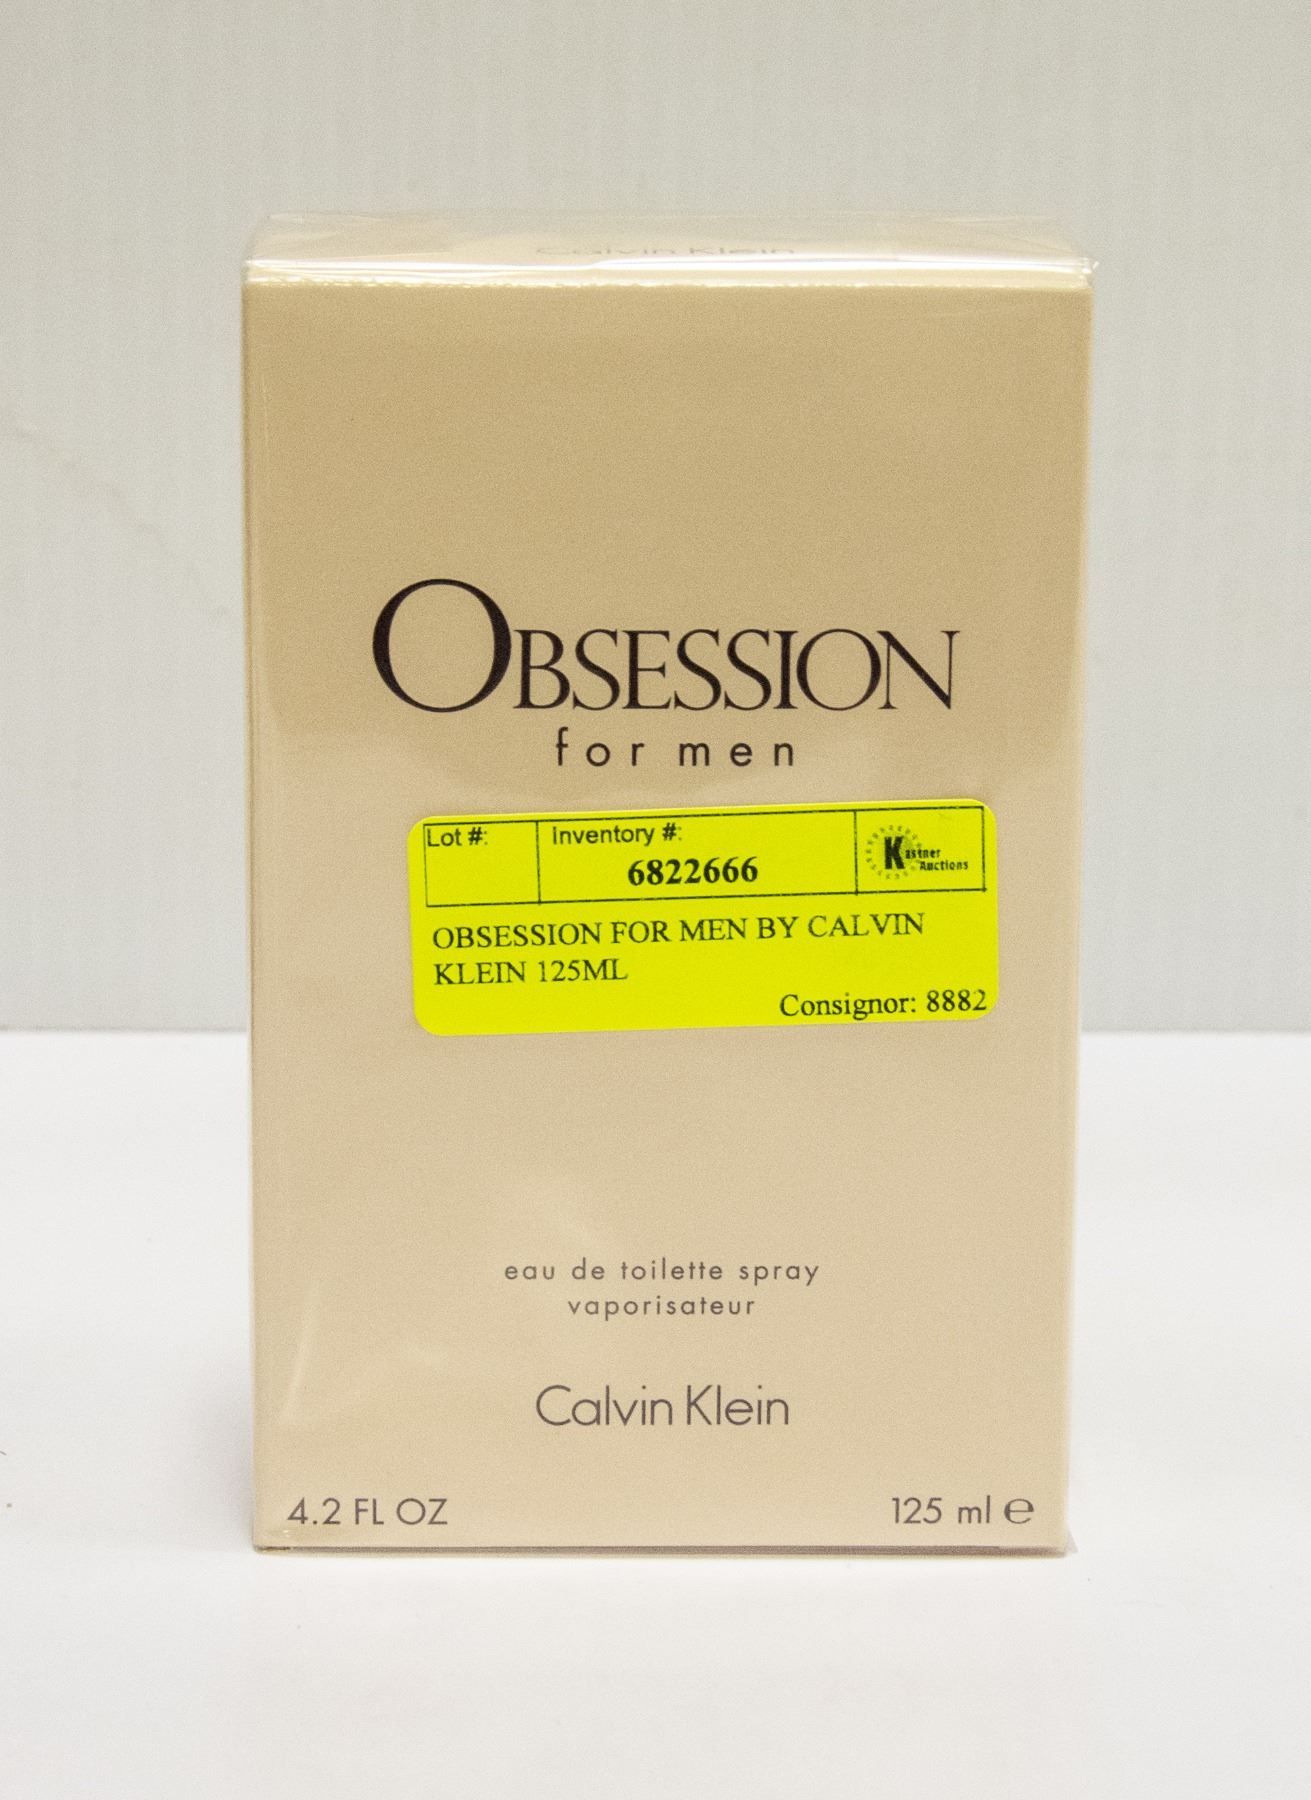 Calvin Klein
OBSESSION
for men
Lot #:
Inventory #:
6822666
Kastner
Auctions
OBSESSION FOR MEN BY CALVIN
KLEIN 125ML
Consignor: 8882
eau de toilette spray
vaporisateur
Calvin Klein
4.2 FL OZ
125 ml ℮